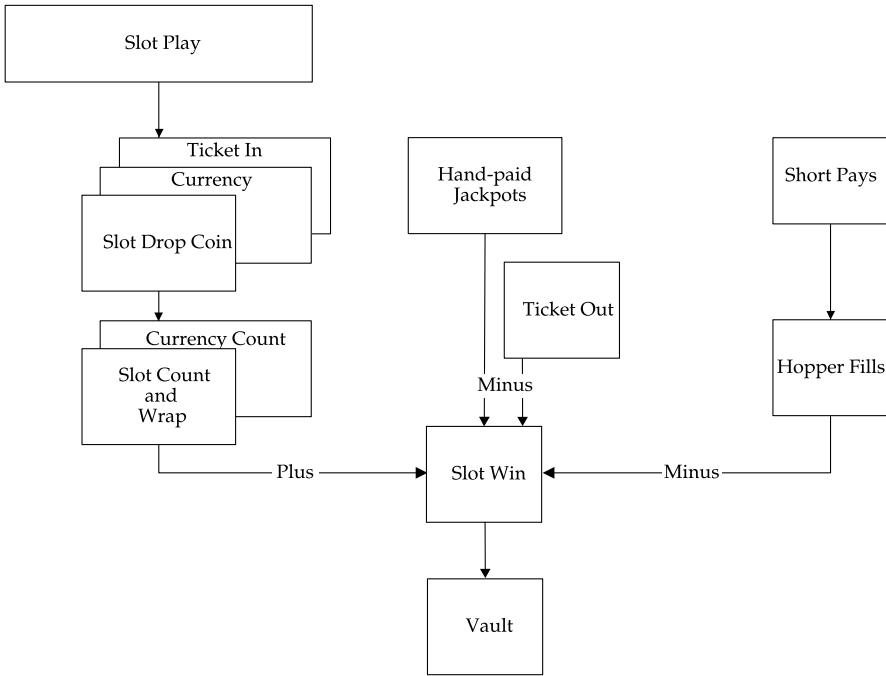 Slot Play
Ticket In
Currency
Slot Drop Coin
Hand-paid
Jackpots
Short Pays
Ticket Out
Currency Count
Slot Count
and
Wrap
Hopper Fills
Minus
Plus
Slot Win
Minus
Vault